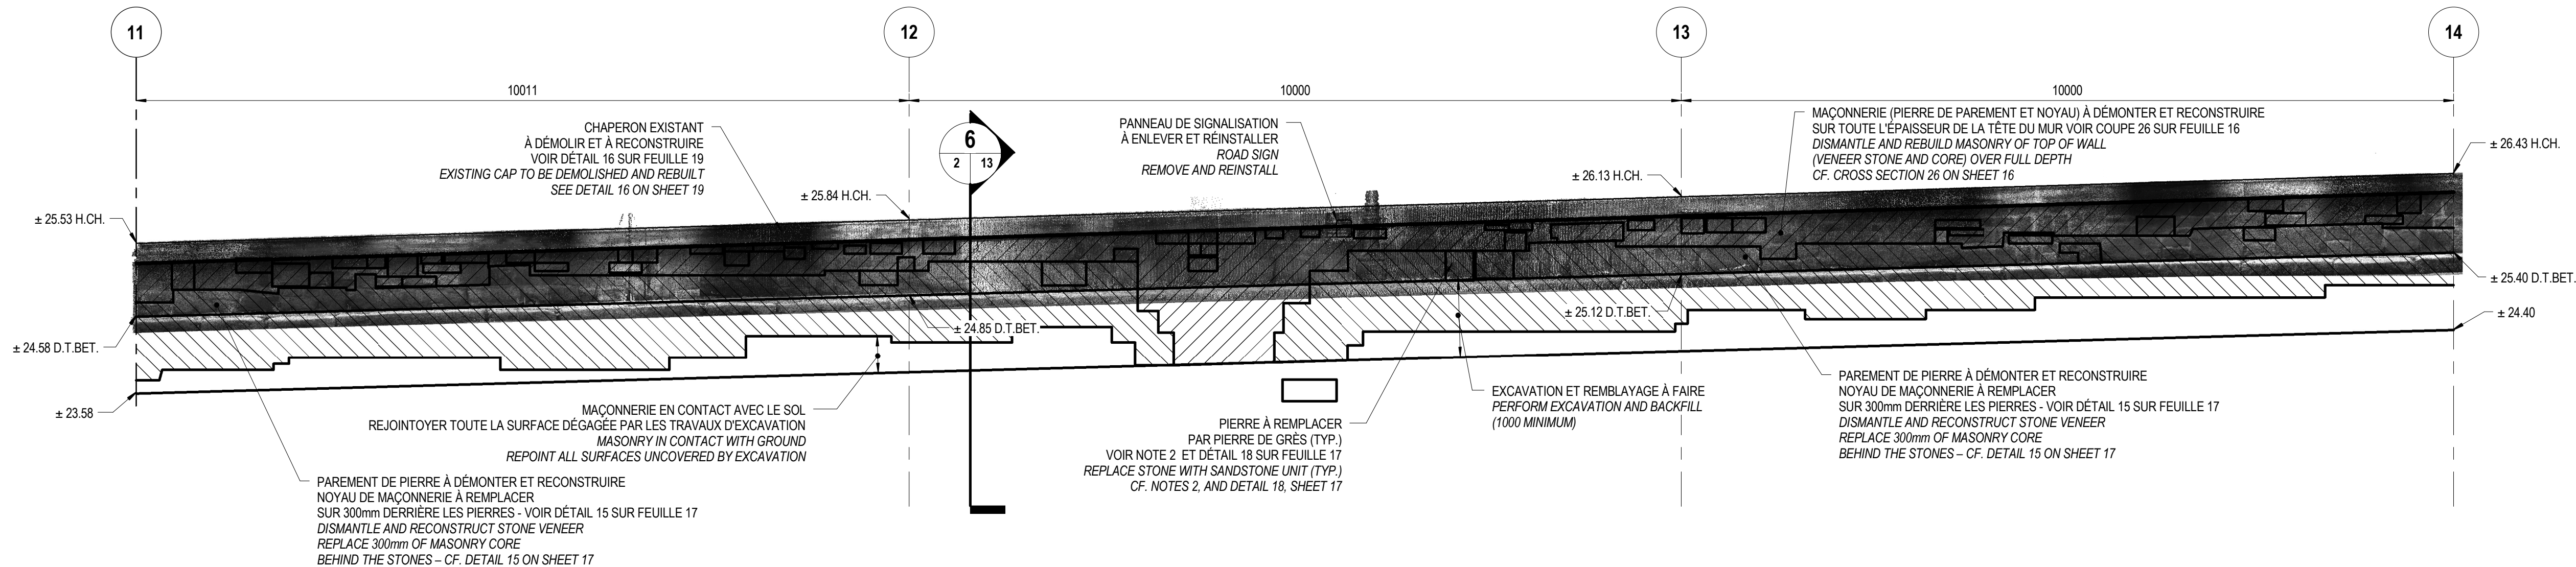 11
12
13
14
10011
10000
10000
CHAPERON EXISTANT
À DÉMOLIR ET À RECONSTRUIRE
VOIR DÉTAIL 16 SUR FEUILLE 19
EXISTING CAP TO BE DEMOLISHED AND REBUILT
SEE DETAIL 16 ON SHEET 19
6
2 13
PANNEAU DE SIGNALISATION
À ENLEVER ET RÉINSTALLER
ROAD SIGN
REMOVE AND REINSTALL
MAÇONNERIE (PIERRE DE PAREMENT ET NOYAU) À DÉMONTER ET RECONSTRUIRE
SUR TOUTE L'ÉPAISSEUR DE LA TÊTE DU MUR VOIR COUPE 26 SUR FEUILLE 16
DISMANTLE AND REBUILD MASONRY OF TOP OF WALL
(VENEER STONE AND CORE) OVER FULL DEPTH
CF. CROSS SECTION 26 ON SHEET 16
± 26.43 H.CH.
± 26.13 H.CH.
± 25.84 H.CH.
± 25.53 H.CH.
± 25.40 D.T.BET.
± 25.12 D.T.BET.
± 24.85 D.T.BET.
± 24.58 D.T.BET.
± 24.40
± 23.58
MAÇONNERIE EN CONTACT AVEC LE SOL
REJOINTOYER TOUTE LA SURFACE DÉGAGÉE PAR LES TRAVAUX D'EXCAVATION
MASONRY IN CONTACT WITH GROUND
REPOINT ALL SURFACES UNCOVERED BY EXCAVATION
PIERRE À REMPLACER
PAR PIERRE DE GRÈS (TYP.)
VOIR NOTE 2 ET DÉTAIL 18 SUR FEUILLE 17
REPLACE STONE WITH SANDSTONE UNIT (TYP.)
CF. NOTES 2, AND DETAIL 18, SHEET 17
EXCAVATION ET REMBLAYAGE À FAIRE
PERFORM EXCAVATION AND BACKFILL
(1000 MINIMUM)
PAREMENT DE PIERRE À DÉMONTER ET RECONSTRUIRE
NOYAU DE MAÇONNERIE À REMPLACER
SUR 300mm DERRIÈRE LES PIERRES - VOIR DÉTAIL 15 SUR FEUILLE 17
DISMANTLE AND RECONSTRUCT STONE VENEER
REPLACE 300mm OF MASONRY CORE
BEHIND THE STONES – CF. DETAIL 15 ON SHEET 17
PAREMENT DE PIERRE À DÉMONTER ET RECONSTRUIRE
NOYAU DE MAÇONNERIE À REMPLACER
SUR 300mm DERRIÈRE LES PIERRES - VOIR DÉTAIL 15 SUR FEUILLE 17
DISMANTLE AND RECONSTRUCT STONE VENEER
REPLACE 300mm OF MASONRY CORE
BEHIND THE STONES – CF. DETAIL 15 ON SHEET 17